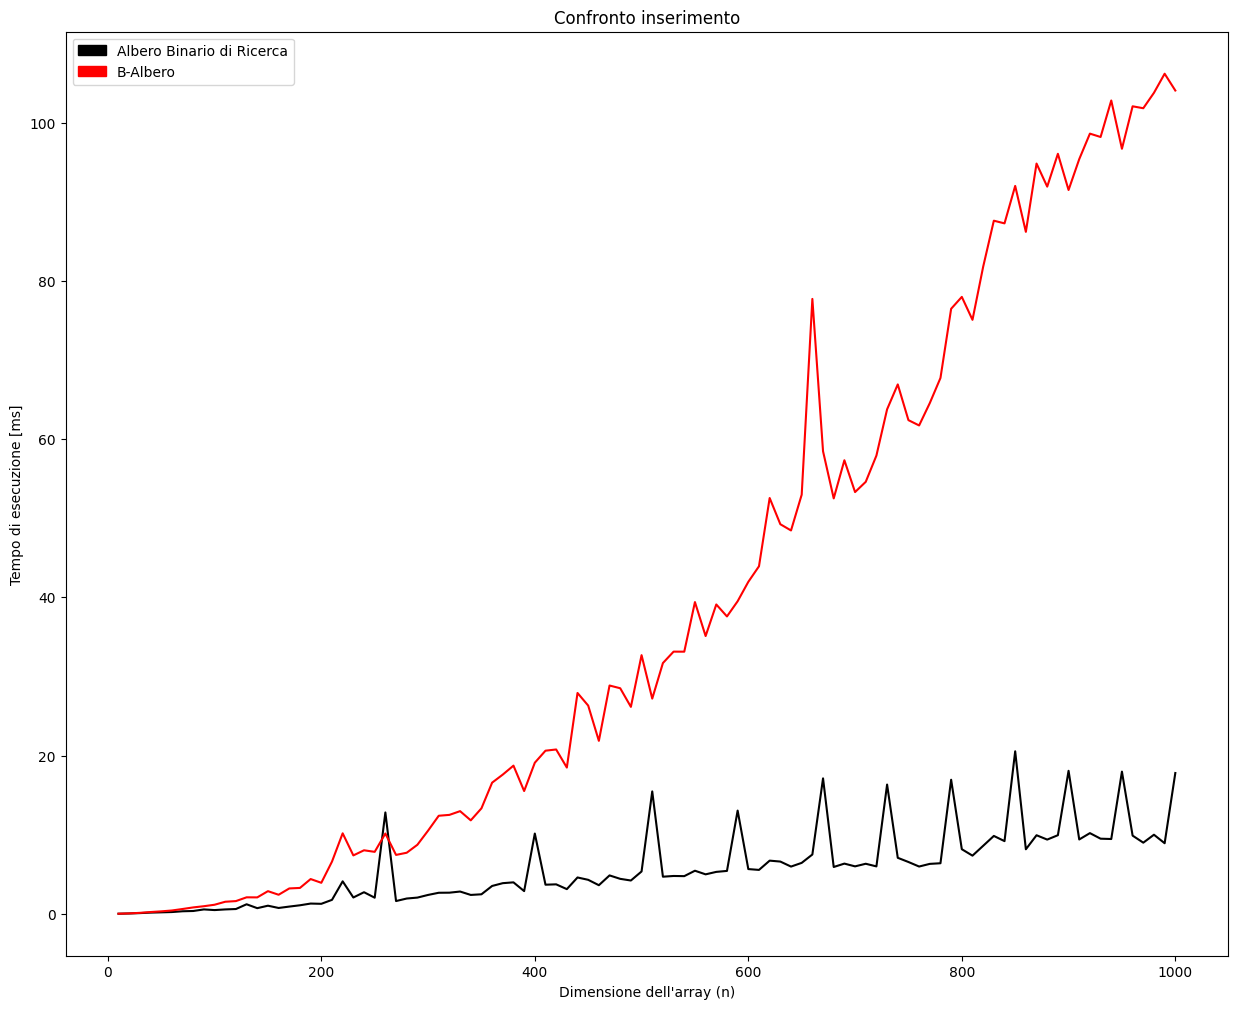 Confronto inserimento
Albero Binario di Ricerca
B-Albero
Tempo di esecuzione [ms]
100
80
60
40
20
0
0 200 400 600 800 1000
Dimensione dell'array (n)